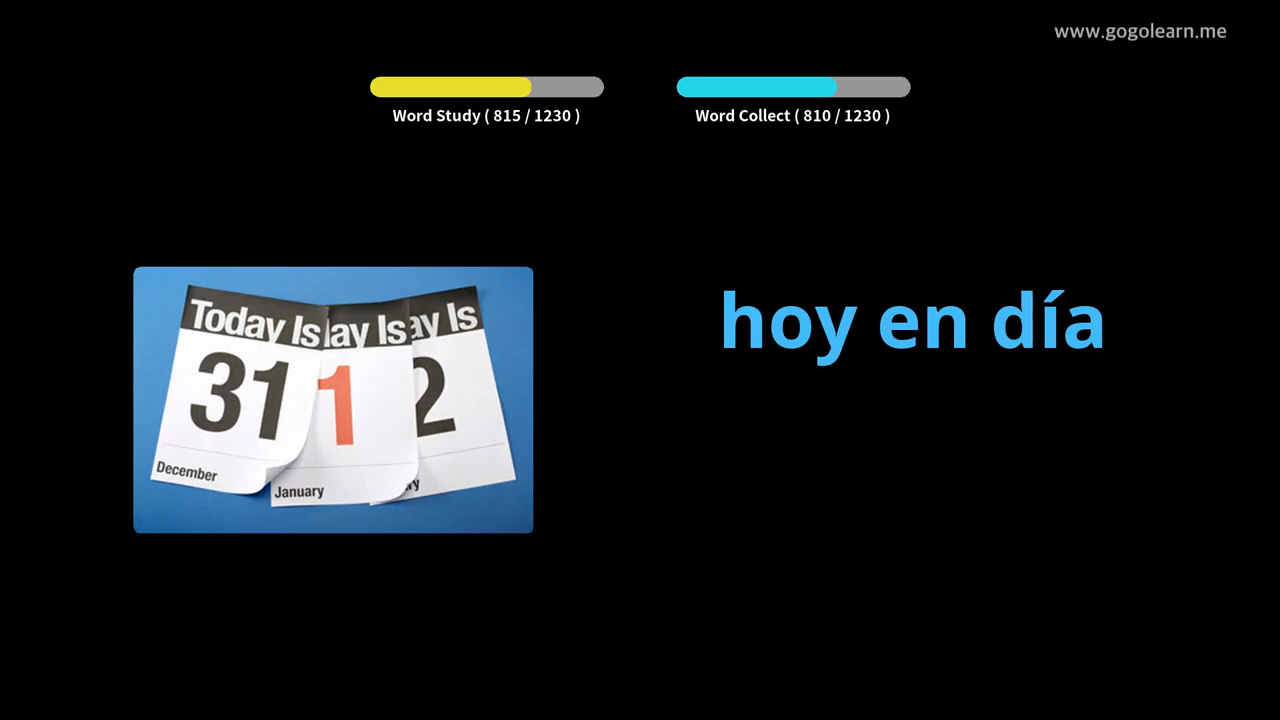 www.gogolearn.me
Word Study ( 815 / 1230 )
Word Collect ( 810 / 1230 )
Today Is
31
December
ay Is
1
January
ay Is
2
ry
hoy en día